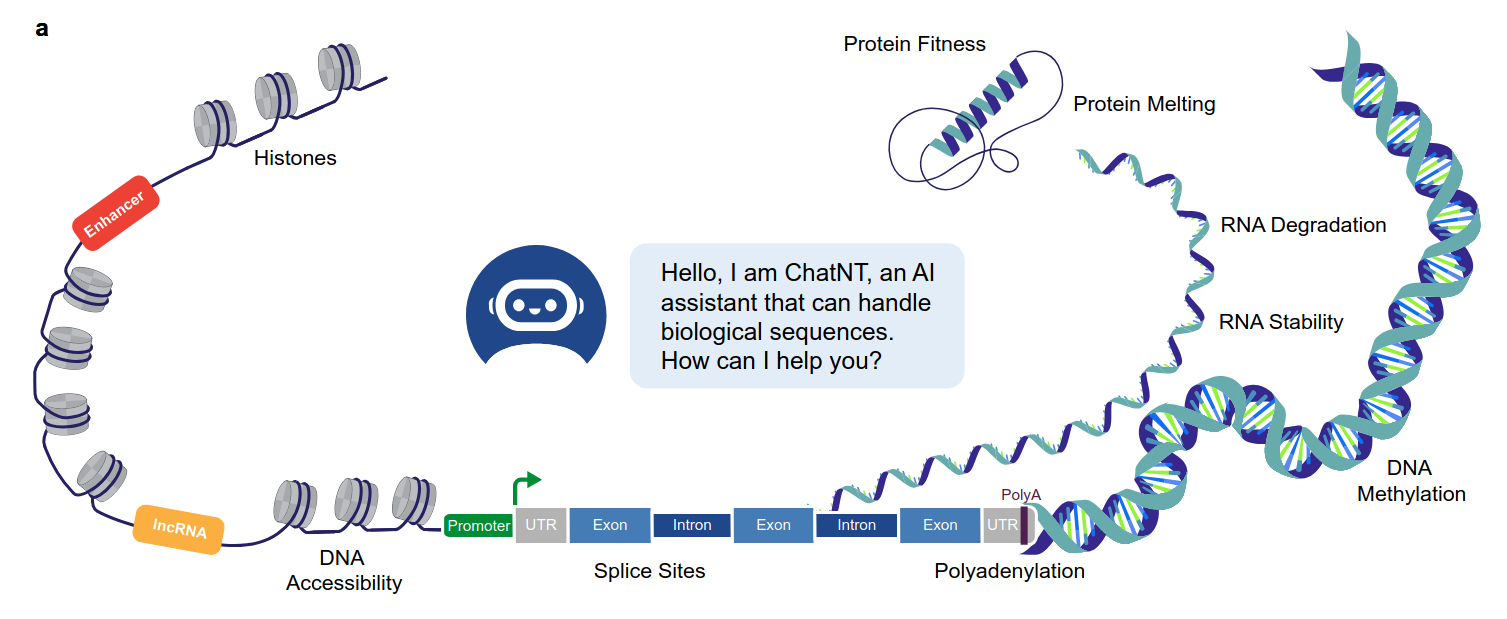 a
Protein Fitness
Protein Melting
Histones
Enhancer
RNA Degradation
Hello, I am ChatNT, an AI
assistant that can handle
biological sequences.
How can I help you?
RNA Stability
DNA
Methylation
PolyA
lncRNA
Promoter
UTR
Exon
Intron
Exon
Intron
Exon
UTR
DNA
Accessibility
Splice Sites
Polyadenylation